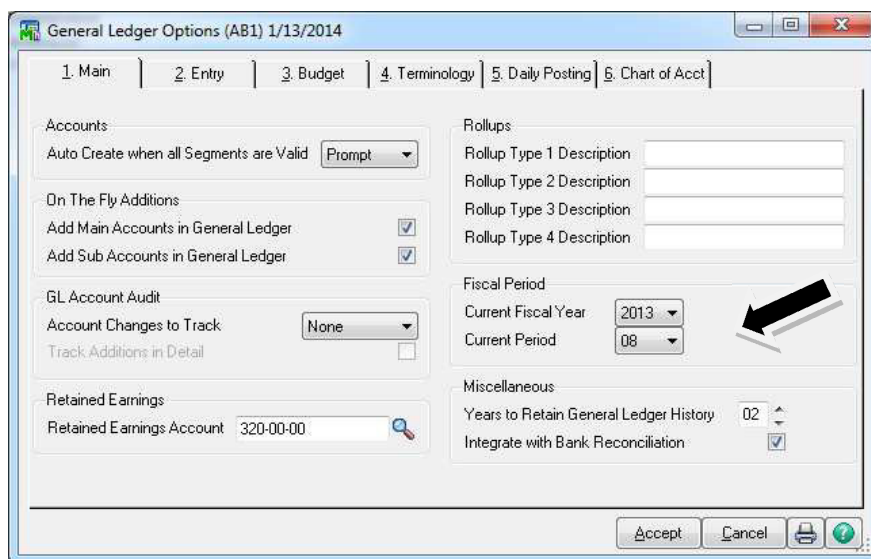 General Ledger Options (AB1) 1/13/2014
1. Main 2. Entry 3. Budget 4. Terminology 5. Daily Posting 6. Chart of Acct
Accounts
Auto Create when all Segments are Valid Prompt
On The Fly Additions
Add Main Accounts in General Ledger
Add Sub Accounts in General Ledger
GL Account Audit
Account Changes to Track None
Track Additions in Detail
Retained Earnings
Retained Earnings Account 320-00-00
Rollups
Rollup Type 1 Description
Rollup Type 2 Description
Rollup Type 3 Description
Rollup Type 4 Description
Fiscal Period
Current Fiscal Year 2013
Current Period 08
Miscellaneous
Years to Retain General Ledger History 02
Integrate with Bank Reconciliation
Accept Cancel